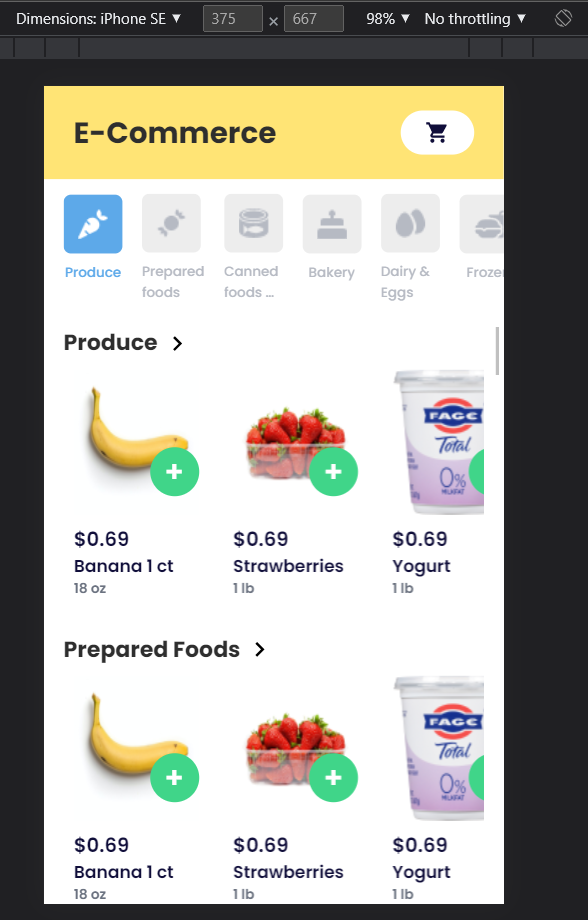 Dimensions: iPhone SE ▼ 375 × 667 98% ▼ No throttling ▼
E-Commerce
Produce
Prepared foods
Canned foods ...
Bakery
Dairy & Eggs
Frozen
Produce
FAGE
Total
0%
MILKFAT
$0.69
Banana 1 ct
18 oz
$0.69
Strawberries
1 lb
$0.69
Yogurt
1 lb
Prepared Foods
FAGE
Total
0%
MILKFAT
$0.69
Banana 1 ct
18 oz
$0.69
Strawberries
1 lb
$0.69
Yogurt
1 lb